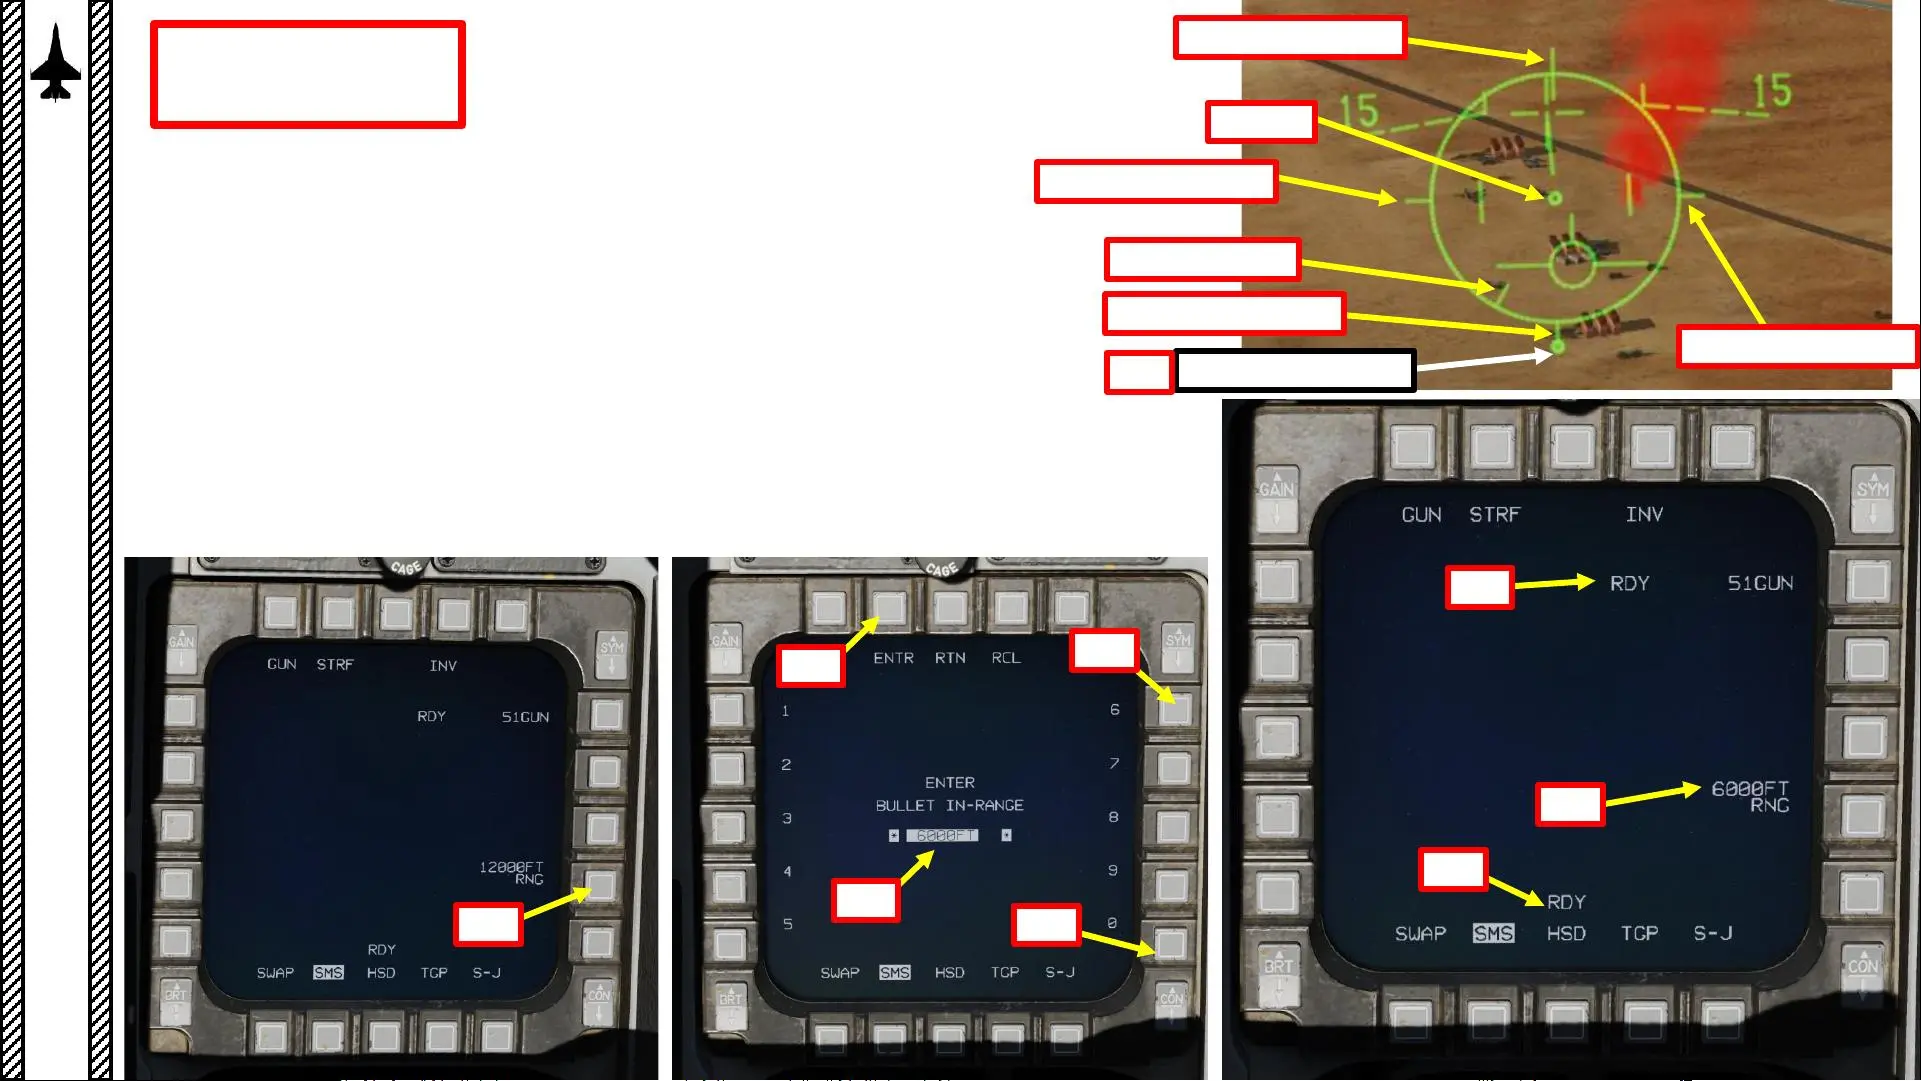 15
15
GAIN
SYM
GUN STRF INV
RDY 51GUN
6000FT
RNG
RDY
SWAP SMS HSD TGP S-J
BRT
CON
CAGE
GAIN
SYM
GUN STRF INV
RDY 51GUN
12000FT
RNG
RDY
SWAP SMS HSD TGP S-J
BRT
CON
CAGE
GAIN
SYM
ENTR RTN RCL
1 6
2 7
ENTER
BULLET IN-RANGE
3 8
* 6000FT *
4 9
5 0
SWAP SMS HSD TGP S-J
BRT
CON